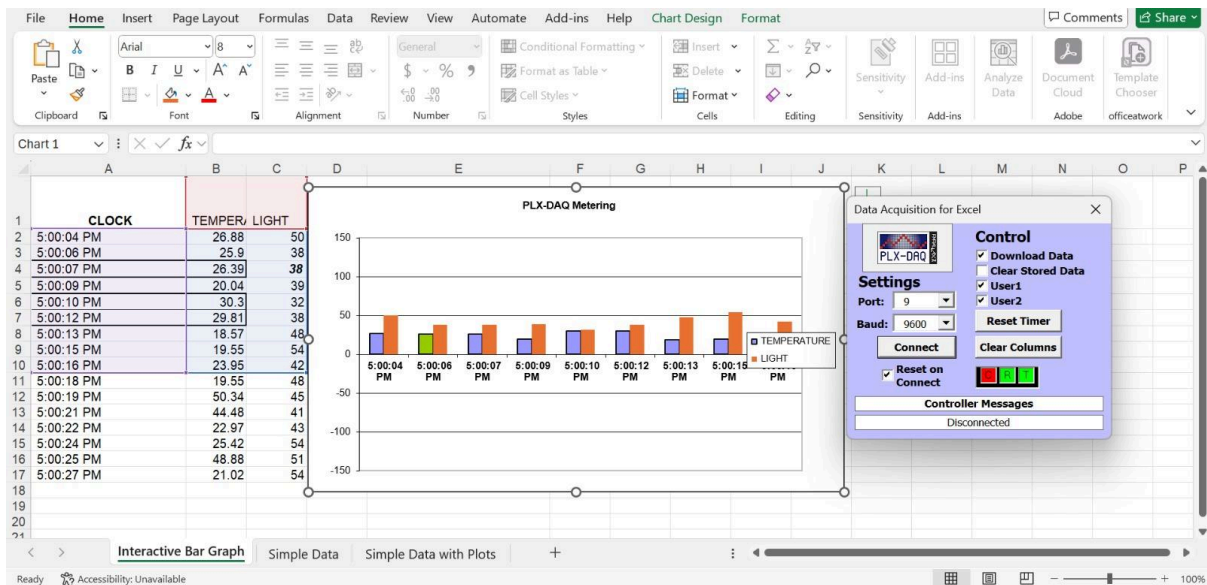 File Home Insert Page Layout Formulas Data Review View Automate Add-ins Help Chart Design Format Comments Share
Arial 8 ab General Conditional Formatting Insert
Paste B I U A A $ % 9 Format as Table Delete Sensitivity Add-ins Analyze Data Document Cloud Template Chooser
A Cell Styles Format
Clipboard Font Alignment Number Styles Cells Editing Sensitivity Add-ins Adobe officeatwork
Chart 1 fx
A B C D E F G H I J K L M N O P
1 CLOCK TEMPER LIGHT
2 5:00:04 PM 26.88 50
3 5:00:06 PM 25.9 38
4 5:00:07 PM 26.39 38
5 5:00:09 PM 20.04 39
6 5:00:10 PM 30.3 32
7 5:00:12 PM 29.81 38
8 5:00:13 PM 18.57 48
9 5:00:15 PM 19.55 54
10 5:00:16 PM 23.95 42
11 5:00:18 PM 19.55 48
12 5:00:19 PM 50.34 45
13 5:00:21 PM 44.48 41
14 5:00:22 PM 22.97 43
15 5:00:24 PM 25.42 54
16 5:00:25 PM 48.88 51
17 5:00:27 PM 21.02 54
18
19
20
21
PLX-DAQ Metering
150
100
50
0
-50
-100
-150
5:00:04 PM 5:00:06 PM 5:00:07 PM 5:00:09 PM 5:00:10 PM 5:00:12 PM 5:00:13 PM 5:00:15 PM PM
TEMPERATURE
LIGHT
Data Acquisition for Excel
PLX-DAQ
Control
Download Data
Clear Stored Data
User1
User2
Settings
Port: 9
Baud: 9600
Reset Timer
Connect
Clear Columns
Reset on Connect
C R T
Controller Messages
Disconnected
Interactive Bar Graph Simple Data Simple Data with Plots
Ready Accessibility: Unavailable 100%